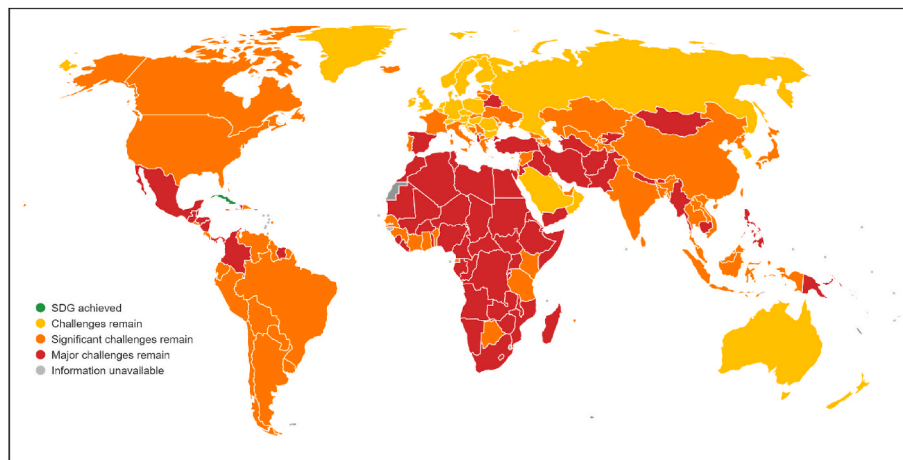 SDG achieved
Challenges remain
Significant challenges remain
Major challenges remain
Information unavailable